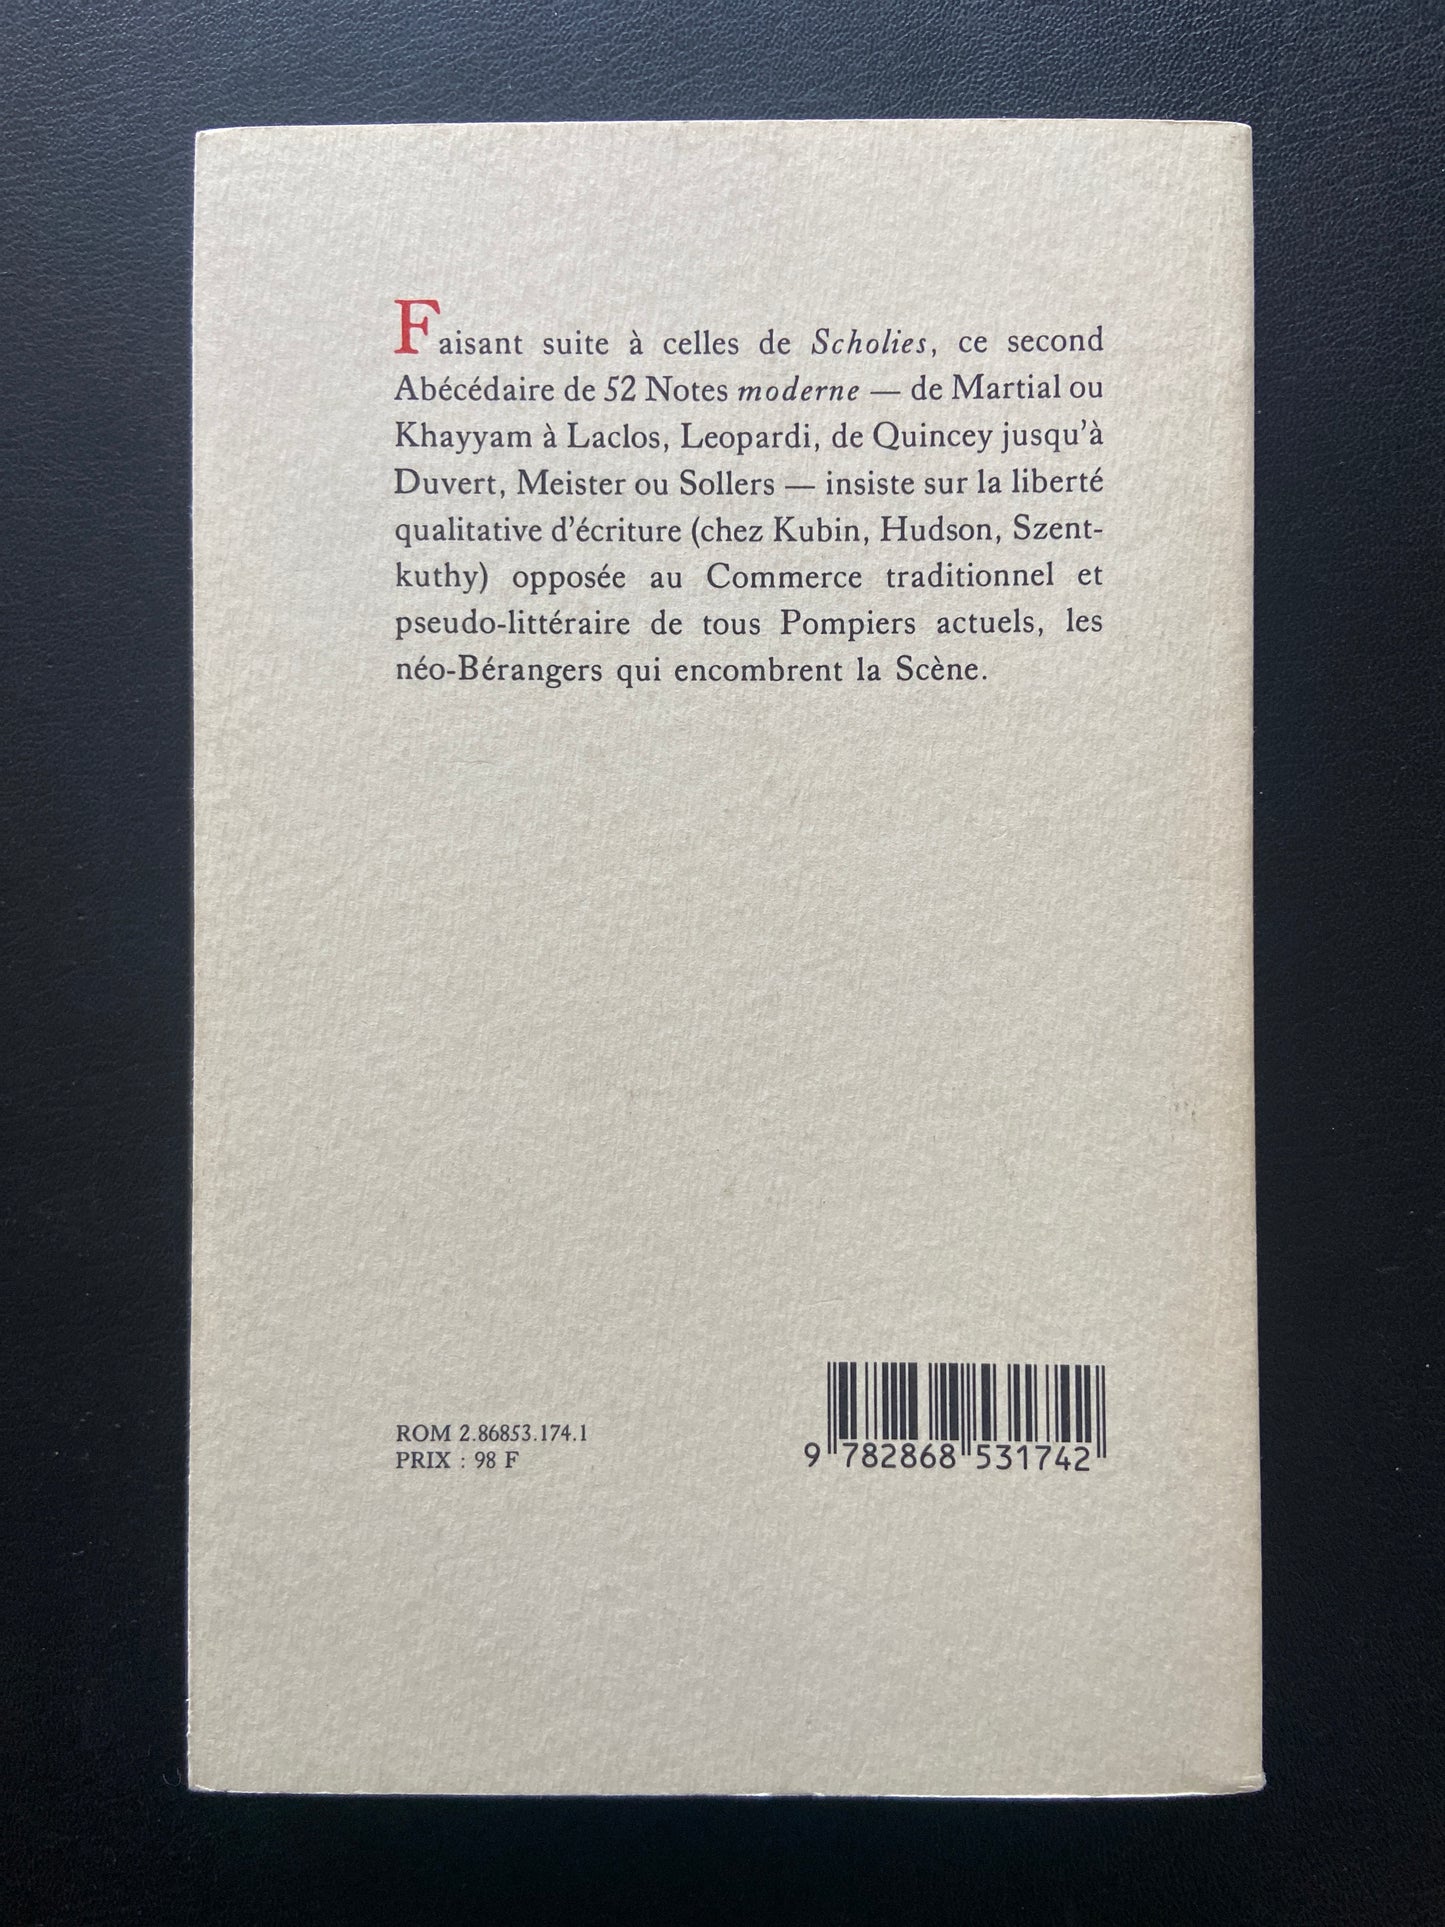 Faisant suite à celles de Scholies, ce second
Abécédaire de 52 Notes moderne — de Martial ou
Khayyam à Laclos, Leopardi, de Quincey jusqu'à
Duvert, Meister ou Sollers — insiste sur la liberté
qualitative d'écriture (chez Kubin, Hudson, Szent-
kuthy) opposée au Commerce traditionnel et
pseudo-littéraire de tous Pompiers actuels, les
néo-Bérangers qui encombrent la Scène.
ROM 2.86853.174.1
PRIX : 98 F
9 782868 531742